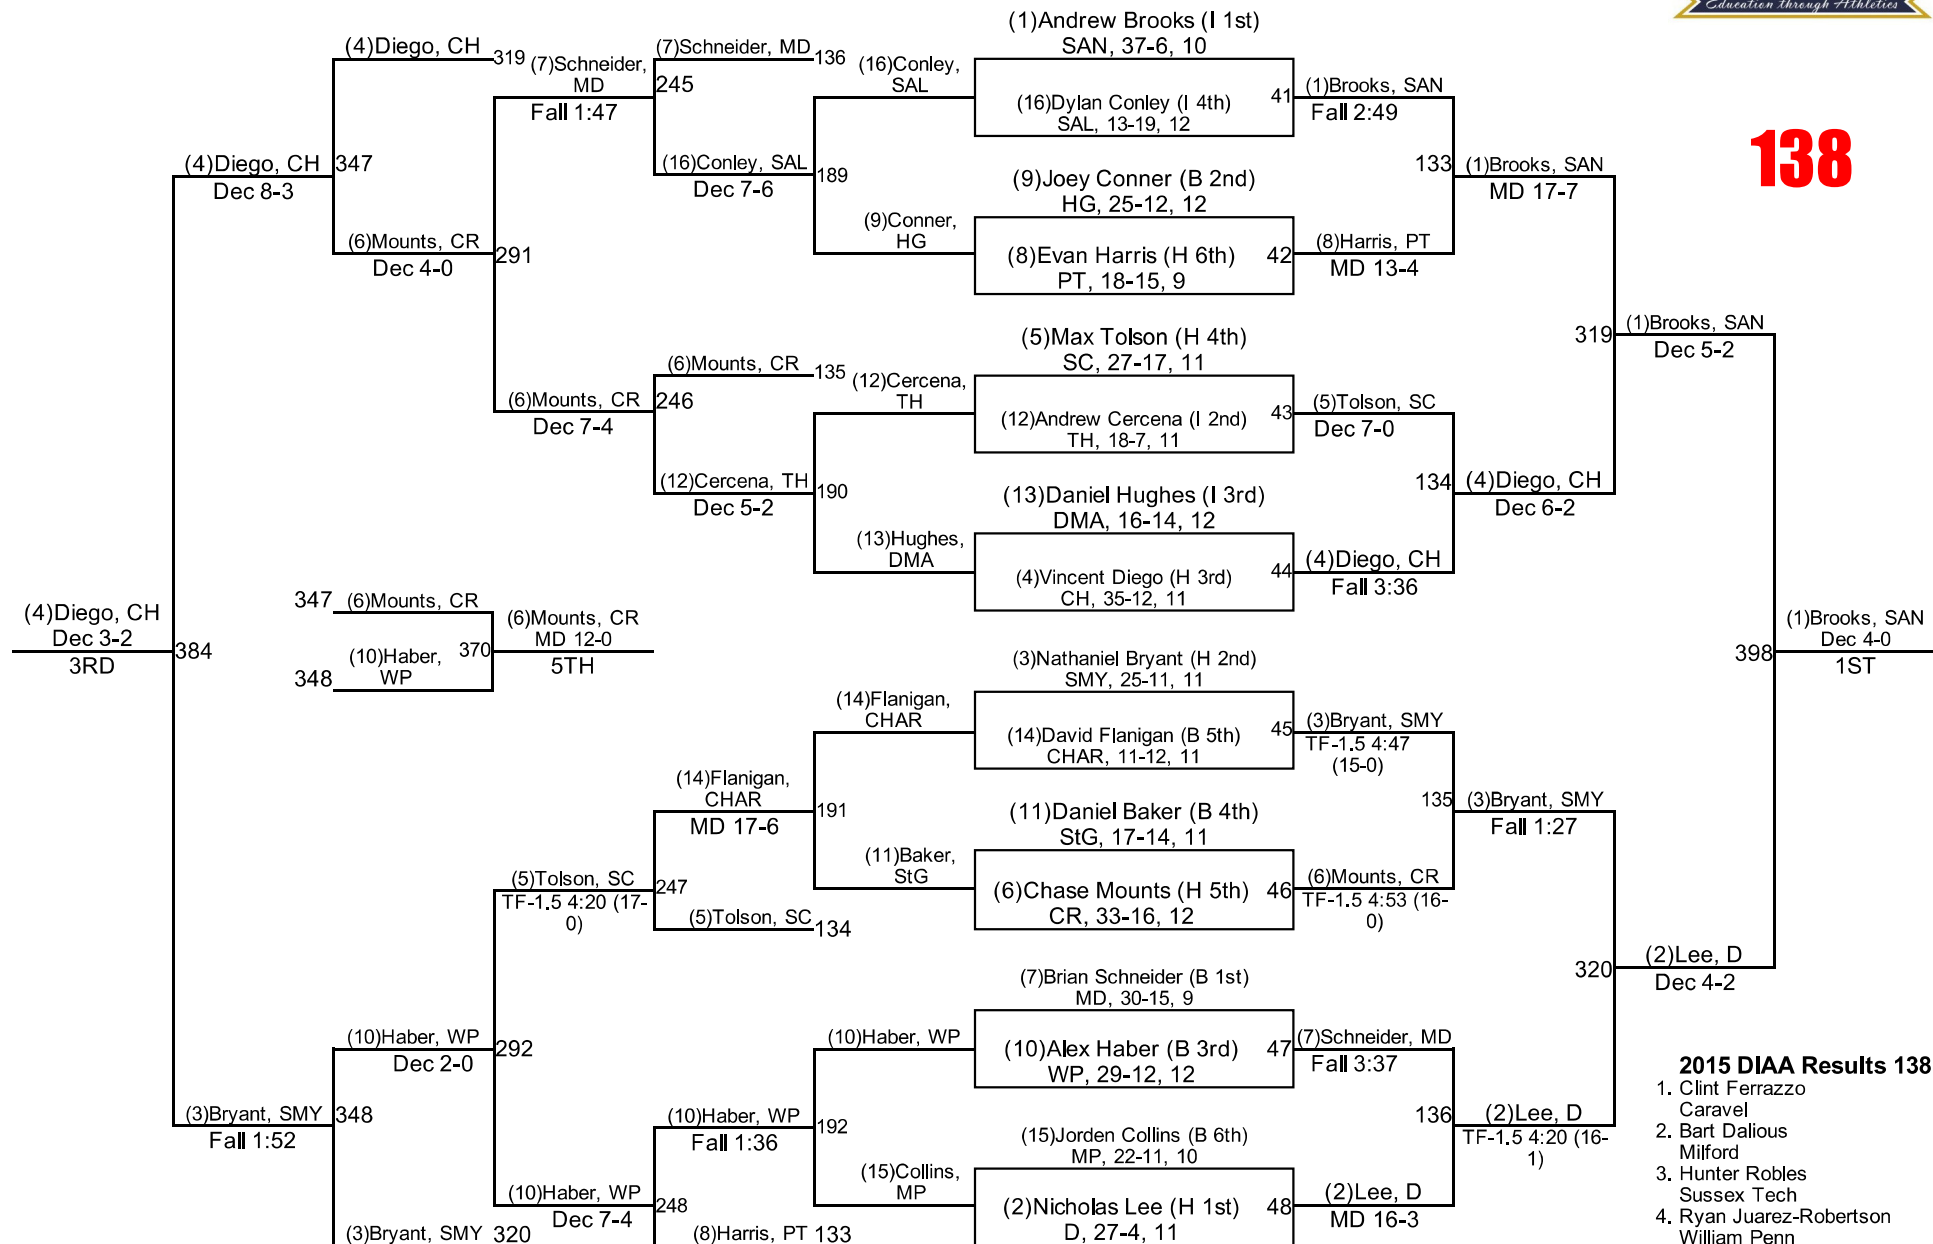 Education through Athletics
138
(4)Diego, CH
319
(7)Schneider,
MD
Fall 1:47
(7)Schneider, MD
136
245
(16)Conley,
SAL
(1)Andrew Brooks (I 1st)
SAN, 37-6, 10
(16)Dylan Conley (I 4th)
SAL, 13-19, 12
41
(1)Brooks, SAN
Fall 2:49
(4)Diego, CH
Dec 8-3
347
(16)Conley, SAL
Dec 7-6
189
(9)Joey Conner (B 2nd)
HG, 25-12, 12
133
(1)Brooks, SAN
MD 17-7
(6)Mounts, CR
Dec 4-0
291
(9)Conner,
HG
(8)Evan Harris (H 6th)
PT, 18-15, 9
42
(8)Harris, PT
MD 13-4
(5)Max Tolson (H 4th)
SC, 27-17, 11
319
(1)Brooks, SAN
Dec 5-2
(6)Mounts, CR
135
(12)Cercena,
TH
(6)Mounts, CR
Dec 7-4
246
(12)Andrew Cercena (I 2nd)
TH, 18-7, 11
43
(5)Tolson, SC
Dec 7-0
(12)Cercena, TH
Dec 5-2
190
(13)Daniel Hughes (I 3rd)
DMA, 16-14, 12
134
(4)Diego, CH
Dec 6-2
(13)Hughes,
DMA
(4)Vincent Diego (H 3rd)
CH, 35-12, 11
44
(4)Diego, CH
Fall 3:36
(4)Diego, CH
Dec 3-2
3RD
384
347
(6)Mounts, CR
348
(10)Haber,
WP
370
(6)Mounts, CR
MD 12-0
5TH
398
(1)Brooks, SAN
Dec 4-0
1ST
(3)Nathaniel Bryant (H 2nd)
SMY, 25-11, 11
(14)Flanigan,
CHAR
(14)David Flanigan (B 5th)
CHAR, 11-12, 11
45
(3)Bryant, SMY
TF-1.5 4:47
(15-0)
(14)Flanigan,
CHAR
MD 17-6
191
(11)Daniel Baker (B 4th)
StG, 17-14, 11
135
(3)Bryant, SMY
Fall 1:27
(11)Baker,
StG
(5)Tolson, SC
TF-1.5 4:20 (17-
0)
247
(5)Tolson, SC
134
(6)Chase Mounts (H 5th)
CR, 33-16, 12
46
(6)Mounts, CR
TF-1.5 4:53 (16-
0)
320
(2)Lee, D
Dec 4-2
(7)Brian Schneider (B 1st)
MD, 30-15, 9
(10)Haber, WP
Dec 2-0
292
(10)Haber, WP
(10)Alex Haber (B 3rd)
WP, 29-12, 12
47
(7)Schneider, MD
Fall 3:37
(3)Bryant, SMY
Fall 1:52
348
(10)Haber, WP
Fall 1:36
192
(15)Jorden Collins (B 6th)
MP, 22-11, 10
136
(2)Lee, D
TF-1.5 4:20 (16-
1)
(15)Collins,
MP
(10)Haber, WP
Dec 7-4
248
(2)Nicholas Lee (H 1st)
D, 27-4, 11
48
(2)Lee, D
MD 16-3
(3)Bryant, SMY
320
(8)Harris, PT
133
2015 DIAA Results 138
1. Clint Ferrazzo
Caravel
2. Bart Dalious
Milford
3. Hunter Robles
Sussex Tech
4. Ryan Juarez-Robertson
William Penn